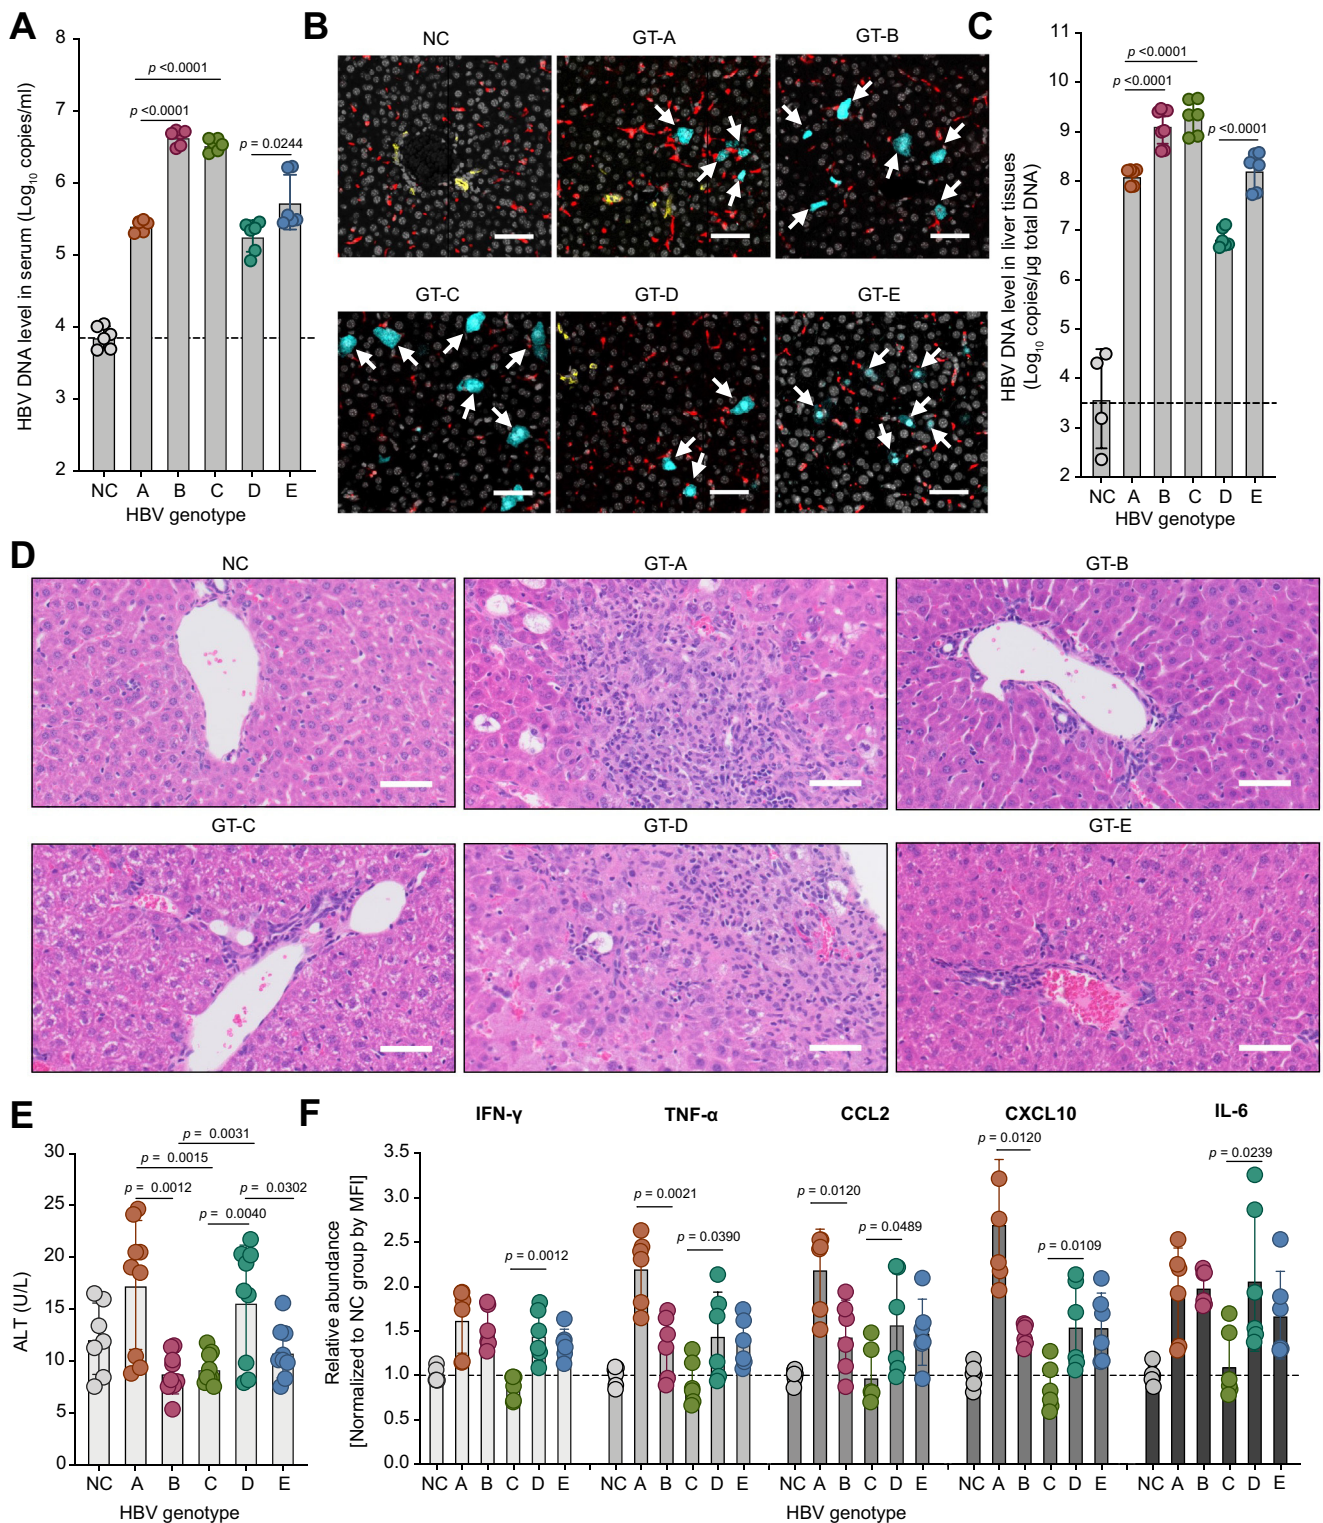 A
HBV DNA level in serum (Log10 copies/ml)
8
7
6
5
4
3
2
p <0.0001
p <0.0001
p = 0.0244
NC A B C D E
HBV genotype
B
NC GT-A GT-B
GT-C GT-D GT-E
C
HBV DNA level in liver tissues
(Log10 copies/µg total DNA)
11
10
9
8
7
6
5
4
3
2
p <0.0001
p <0.0001
p <0.0001
NC A B C D E
HBV genotype
D
NC GT-A GT-B
GT-C GT-D GT-E
E
ALT (U/L)
30
25
20
15
10
5
0
p = 0.0031
p = 0.0015
p = 0.0012
p = 0.0302
p = 0.0040
NC A B C D E
HBV genotype
F
Relative abundance
[Normalized to NC group by MFI]
3.5
3.0
2.5
2.0
1.5
1.0
0.5
0.0
IFN-γ TNF-α CCL2 CXCL10 IL-6
p = 0.0012
p = 0.0021
p = 0.0390
p = 0.0120
p = 0.0489
p = 0.0120
p = 0.0109
p = 0.0239
NC A B C D E NC A B C D E NC A B C D E NC A B C D E NC A B C D E
HBV genotype